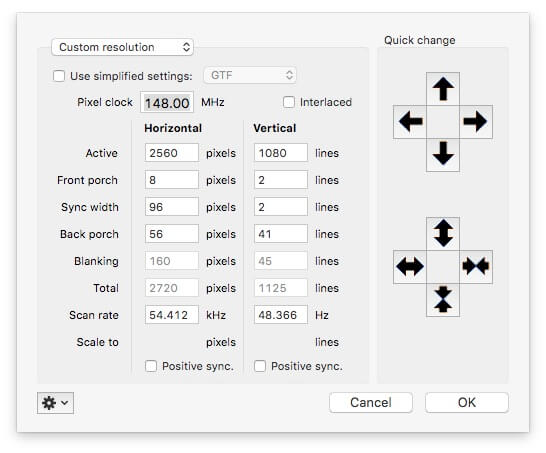 Custom resolution
Quick change
Use simplified settings: GTF
Pixel clock 148.00 MHz Interlaced
Horizontal Vertical
Active 2560 pixels 1080 lines
Front porch 8 pixels 2 lines
Sync width 96 pixels 2 lines
Back porch 56 pixels 41 lines
Blanking 160 pixels 45 lines
Total 2720 pixels 1125 lines
Scan rate 54.412 kHz 48.366 Hz
Scale to pixels lines
Positive sync. Positive sync.
Cancel OK